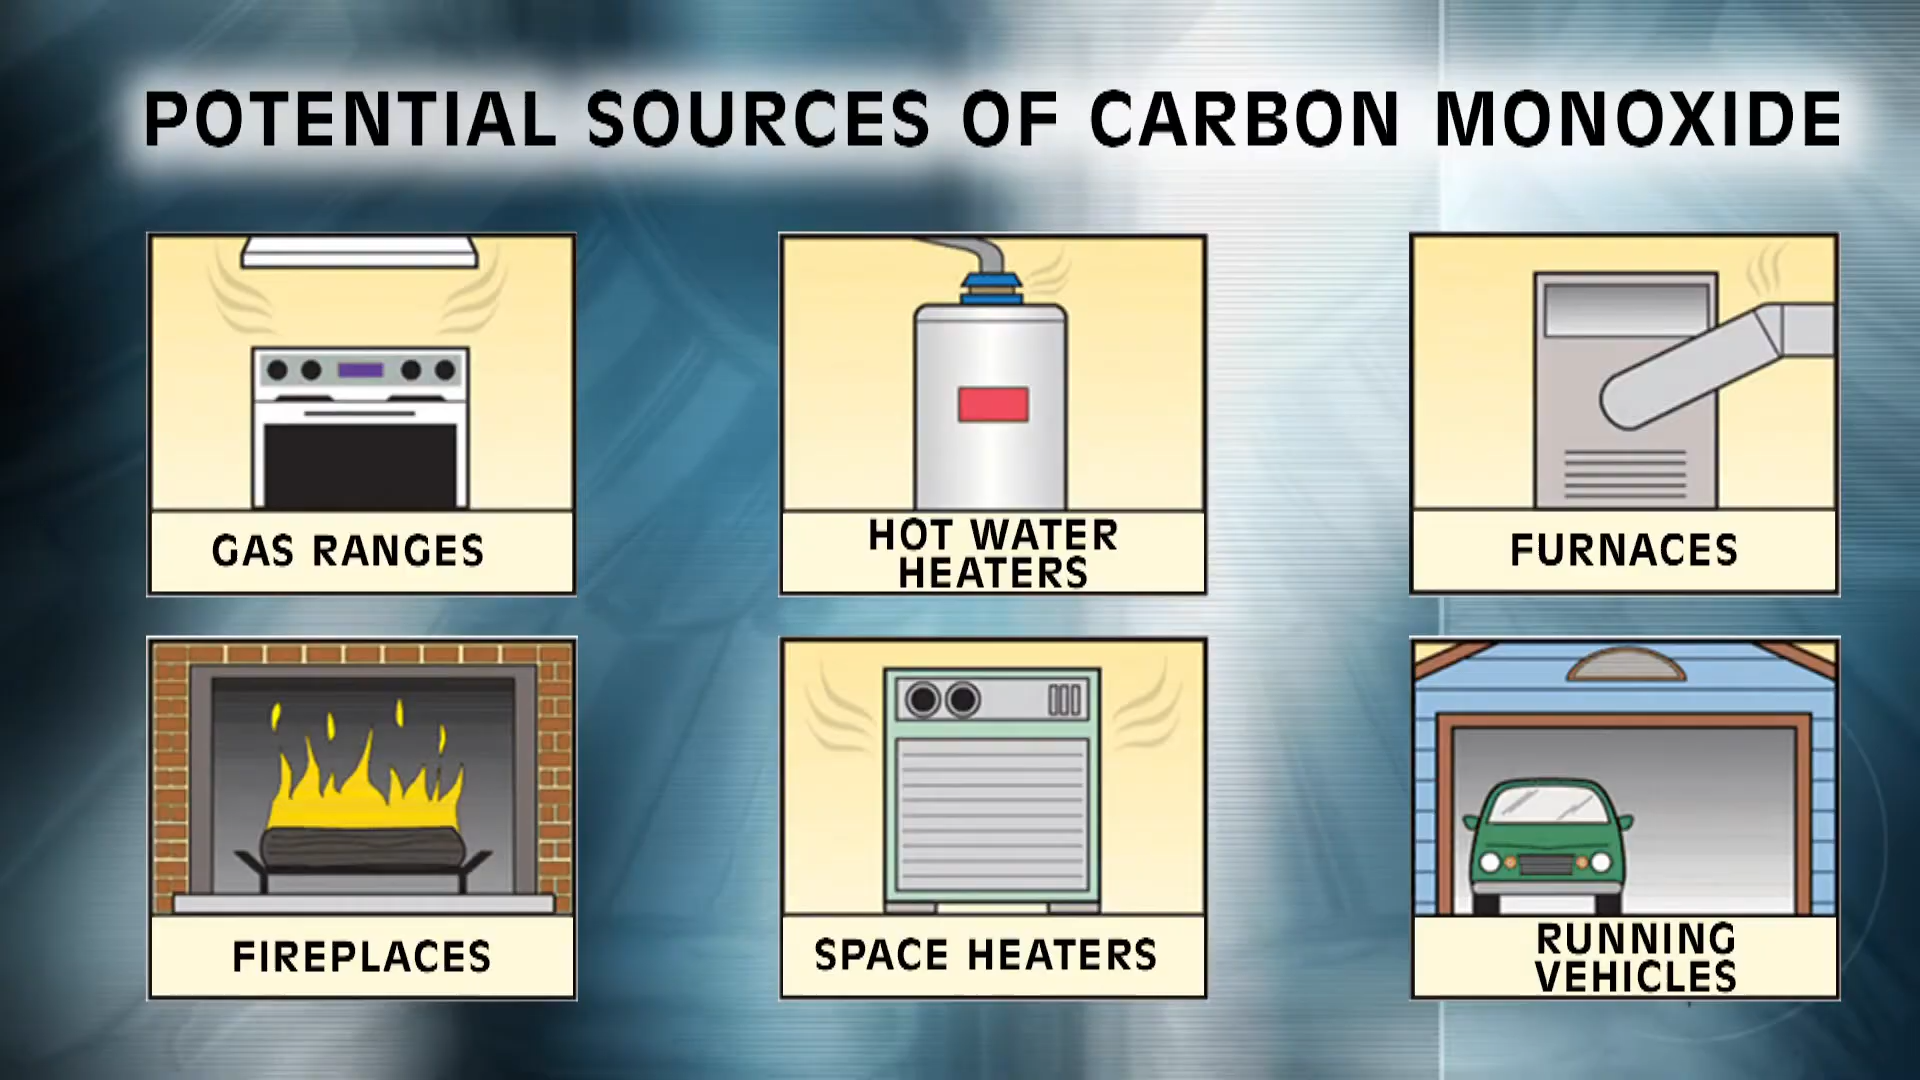 POTENTIAL SOURCES OF CARBON MONOXIDE
GAS RANGES
HOT WATER
HEATERS
FURNACES
FIREPLACES
SPACE HEATERS
RUNNING
VEHICLES